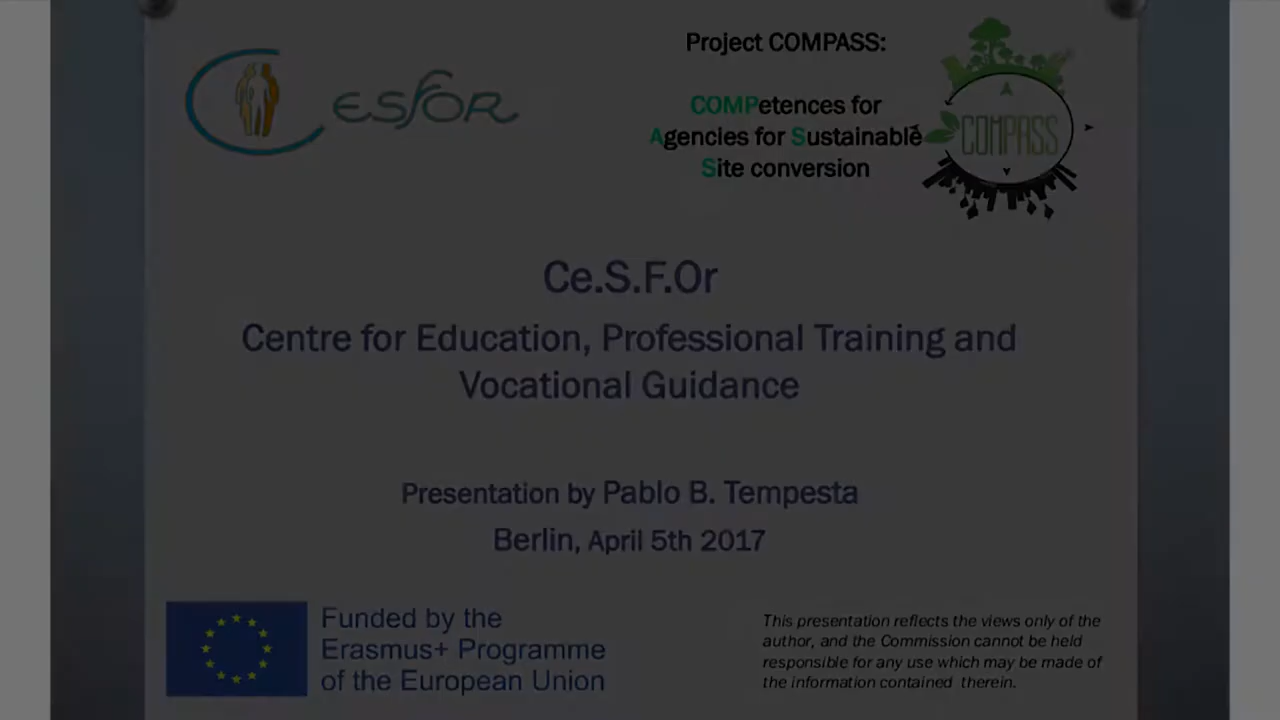 ESFOR
Project COMPASS:
COMPetences for
Agencies for Sustainable
Site conversion
COMPASS
Ce.S.F.Or
Centre for Education, Professional Training and
Vocational Guidance
Presentation by Pablo B. Tempesta
Berlin, April 5th 2017
Funded by the
Erasmus+ Programme
of the European Union
This presentation reflects the views only of the
author, and the Commission cannot be held
responsible for any use which may be made of
the information contained therein.